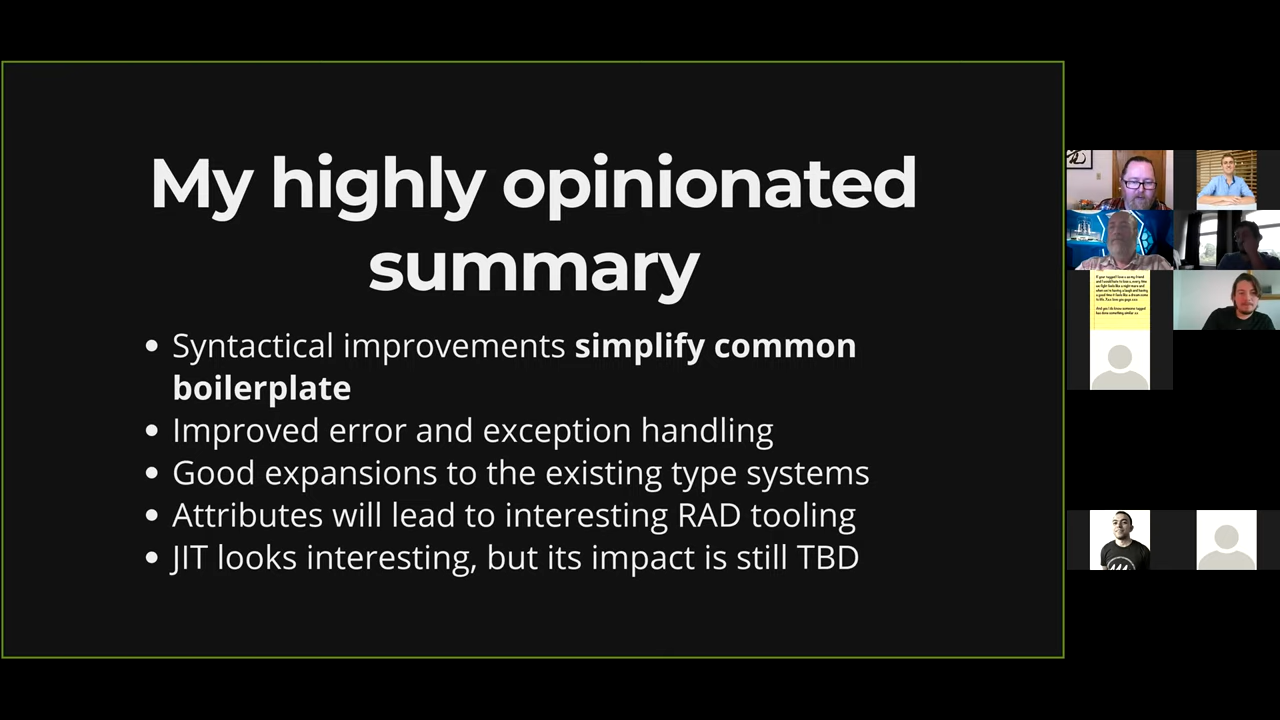 My highly opinionated
summary
• Syntactical improvements simplify common
boilerplate
• Improved error and exception handling
• Good expansions to the existing type systems
• Attributes will lead to interesting RAD tooling
• JIT looks interesting, but its impact is still TBD